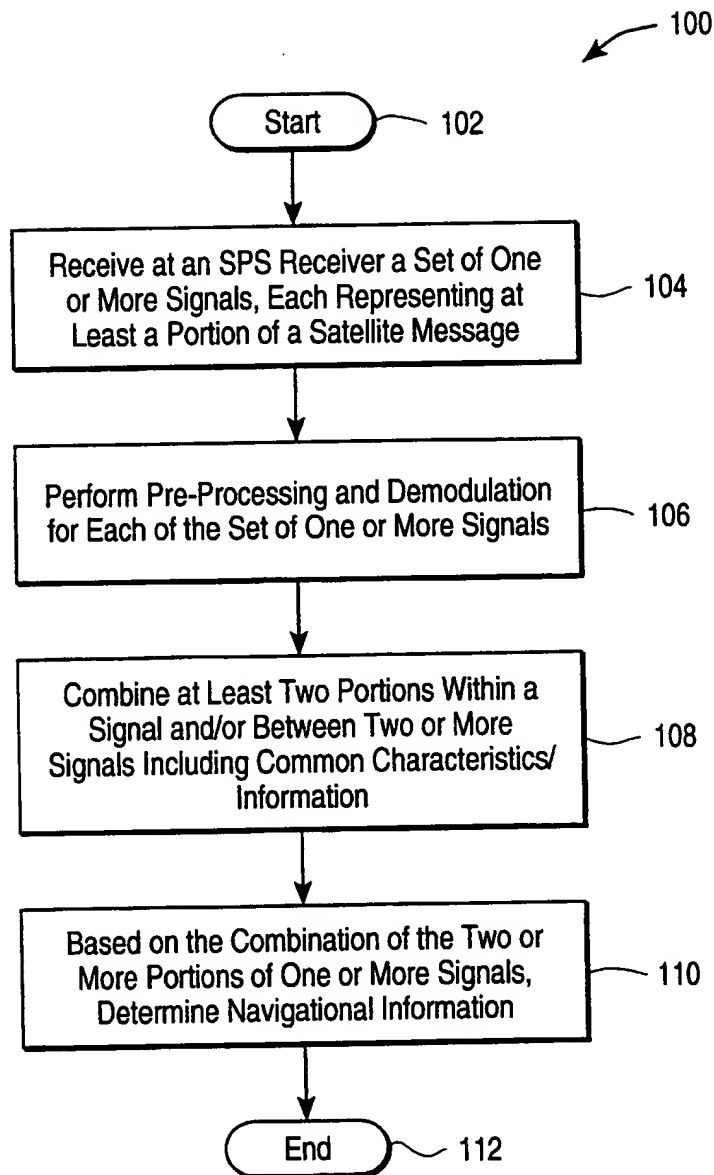 100
Start
102
Receive at an SPS Receiver a Set of One
or More Signals, Each Representing at
Least a Portion of a Satellite Message
104
Perform Pre-Processing and Demodulation
for Each of the Set of One or More Signals
106
Combine at Least Two Portions Within a
Signal and/or Between Two or More
Signals Including Common Characteristics/
Information
108
Based on the Combination of the Two or
More Portions of One or More Signals,
Determine Navigational Information
110
End
112